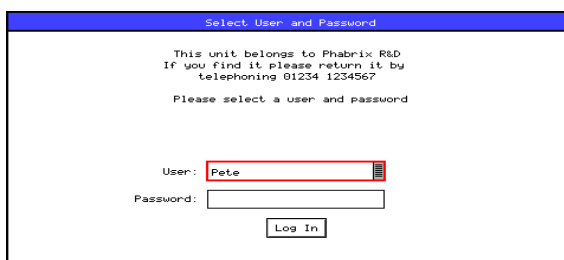 Select User and Password
This unit belongs to Phabrix R&D
If you find it please return it by
telephoning 01234 1234567
Please select a user and password
User: Pete
Password:
Log In